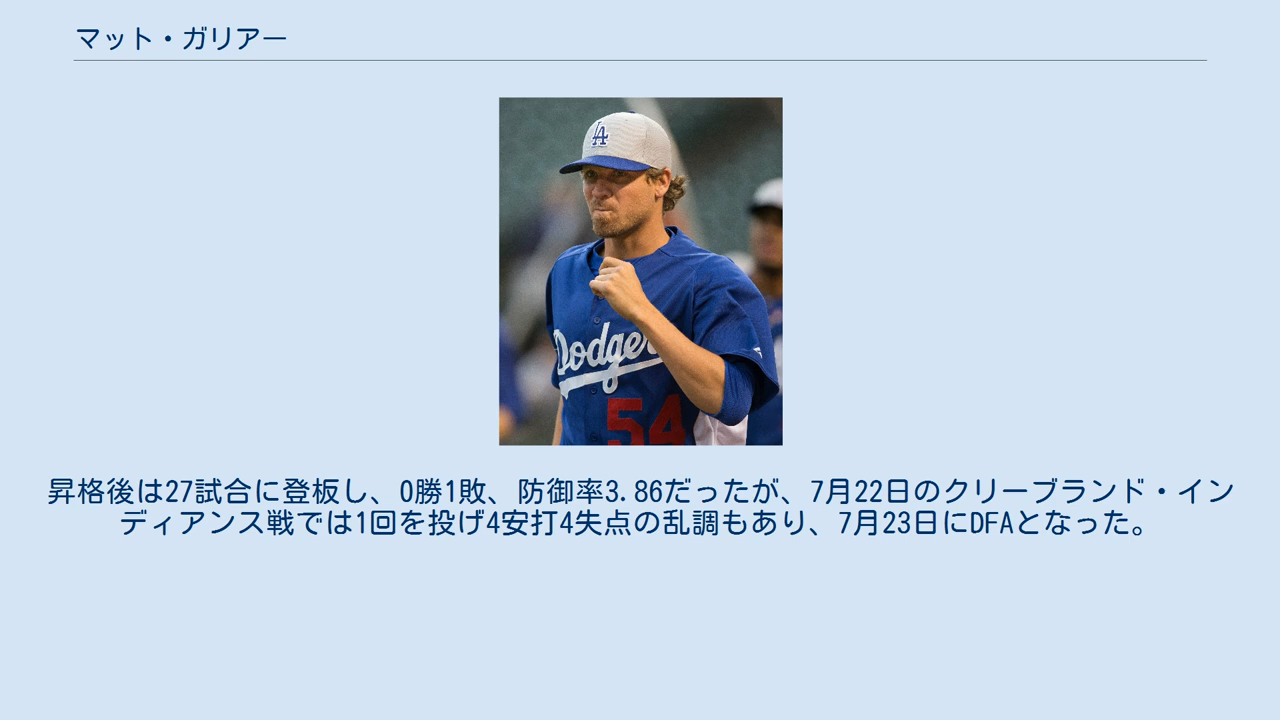 マット・ガリアー
LA
Dodgers
54
昇格後は27試合に登板し、0勝1敗、防御率3.86だったが、7月22日のクリーブランド・イン
ディアンス戦では1回を投げ4安打4失点の乱調もあり、7月23日にDFAとなった。